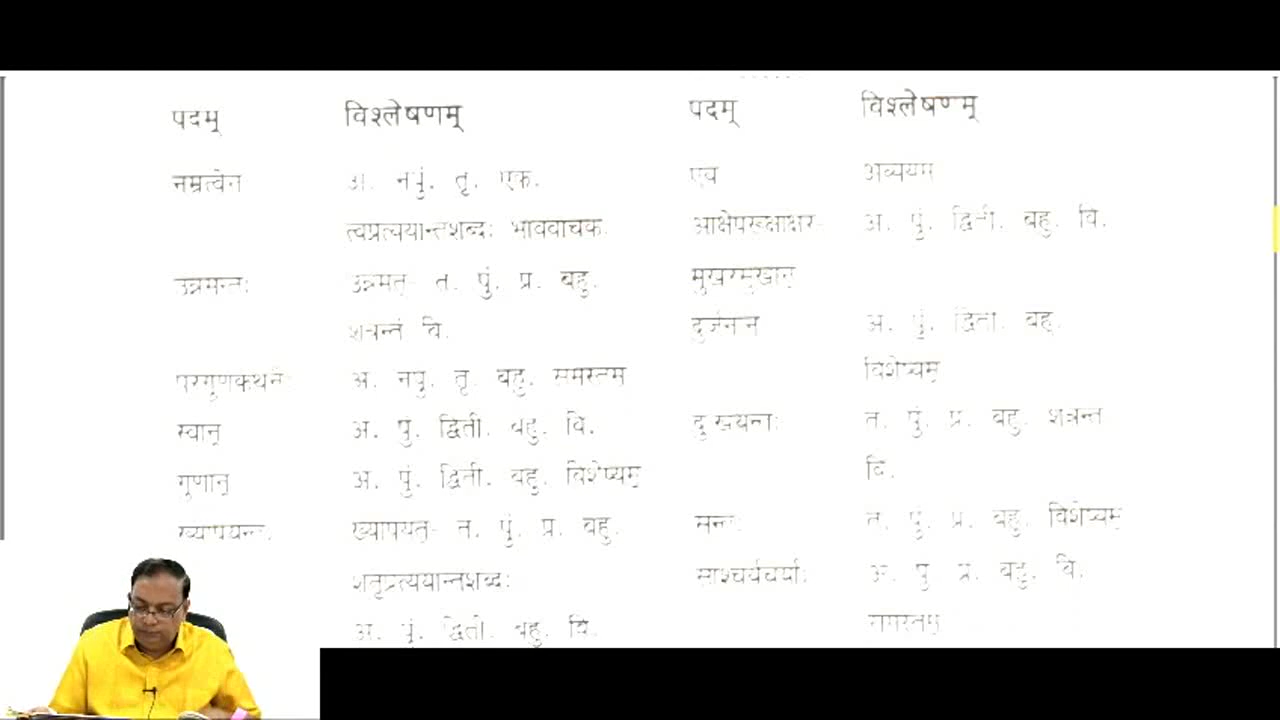 पदम् विश्लेषणम् पदम् विश्लेषणम्
नम्रत्वेन अ. नपुं. तृ. एक. एव अव्ययम्
त्वप्रत्ययान्तशब्दः भाववाचक. आक्षेपरूक्षाक्षर- अ. पुं. द्विती. बहु. वि.
उन्नमन्तः उन्नमत्- त. पुं. प्र. बहु. मुखरमुखान्
शत्रन्तं वि. अ. पुं. द्विती. बहु.
परगुणकथनैः अ. नपुं. तृ. बहु. समस्तम् विशेष्यम्
स्वान् अ. पुं. द्विती. बहु. वि. दुःखयन्तः त. पुं. प्र. बहु. शत्रन्त
गुणान् अ. पुं. द्विती. बहु. विशेष्यम् वि.
ख्यापयन्तः ख्यापयत्- त. पुं. प्र. बहु. सन्तः त. पुं. प्र. बहु. विशेष्यम्
शतृप्रत्ययान्तशब्दः साश्चर्यचर्याः अ. पुं. प्र. बहु. वि.
अ. पुं. द्विती. बहु. वि. समस्तम्